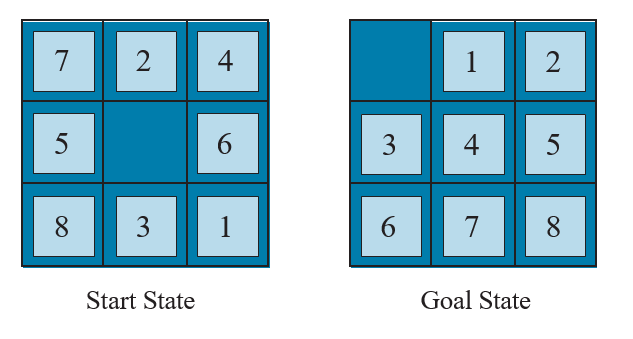 7 2 4
1 2
5 6
3 4 5
8 3 1
6 7 8
Start State
Goal State